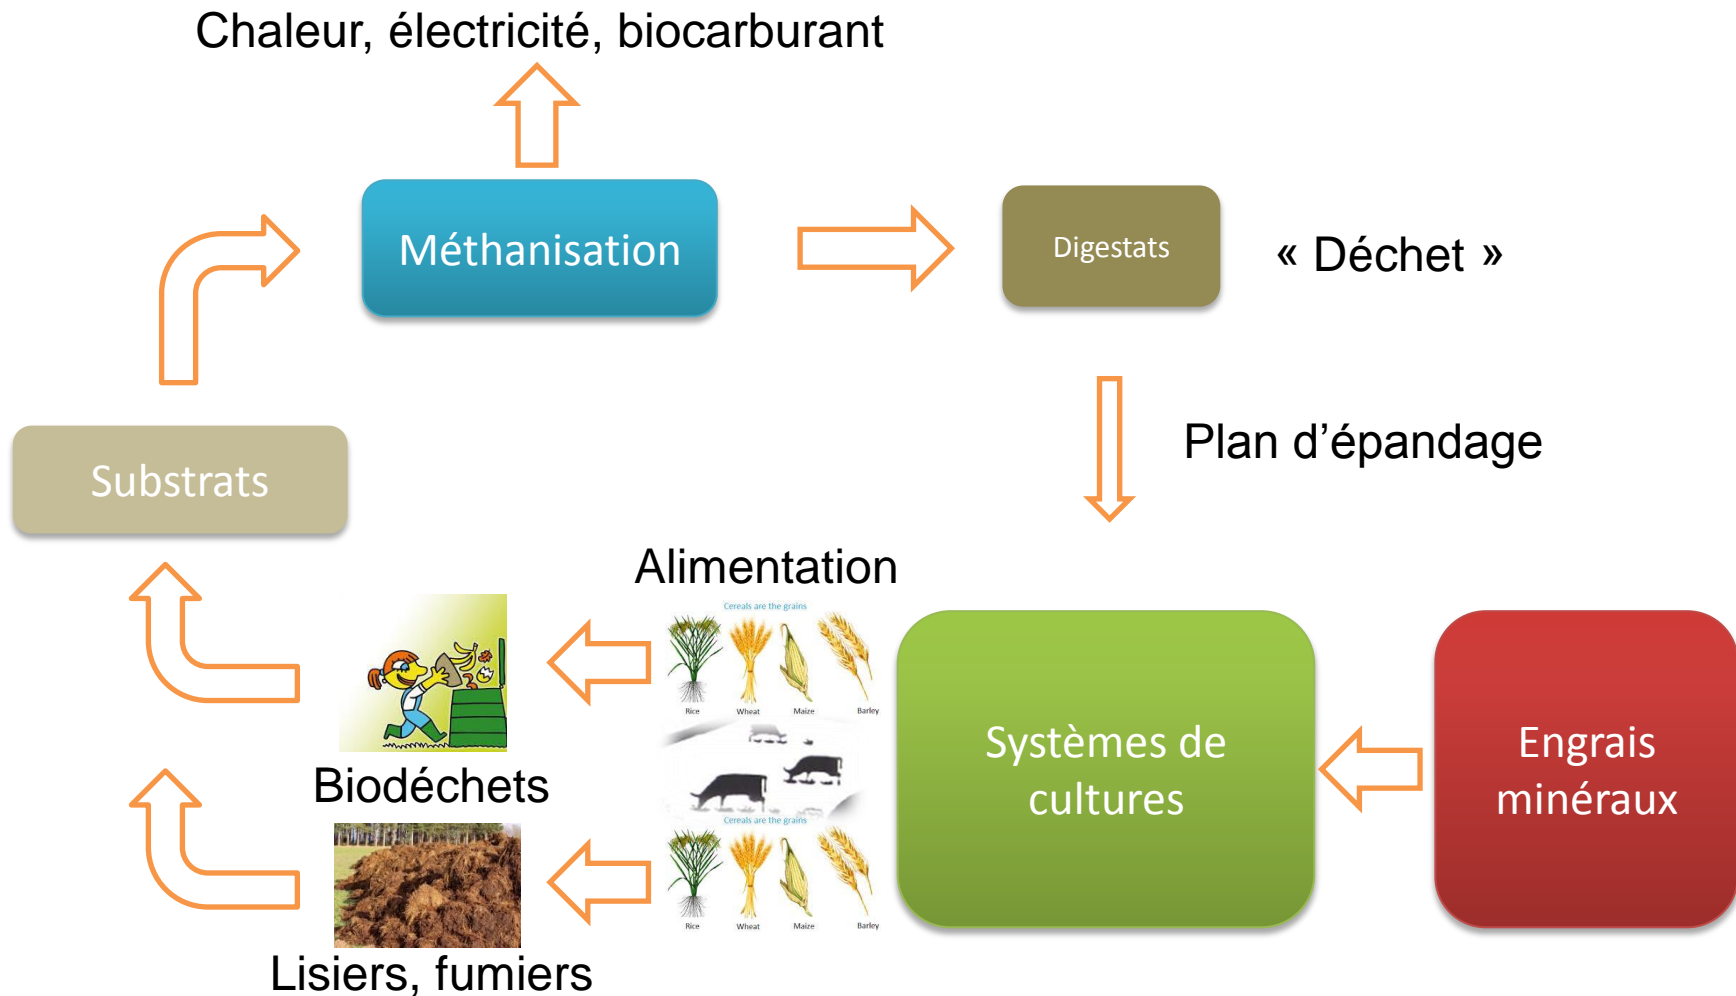 Chaleur, électricité, biocarburant
Méthanisation
Digestats
« Déchet »
Plan d’épandage
Substrats
Alimentation
Cereals are the grains
Rice Wheat Maize Barley
Biodéchets
Systèmes de
cultures
Engrais
minéraux
Cereals are the grains
Rice Wheat Maize Barley
Lisiers, fumiers